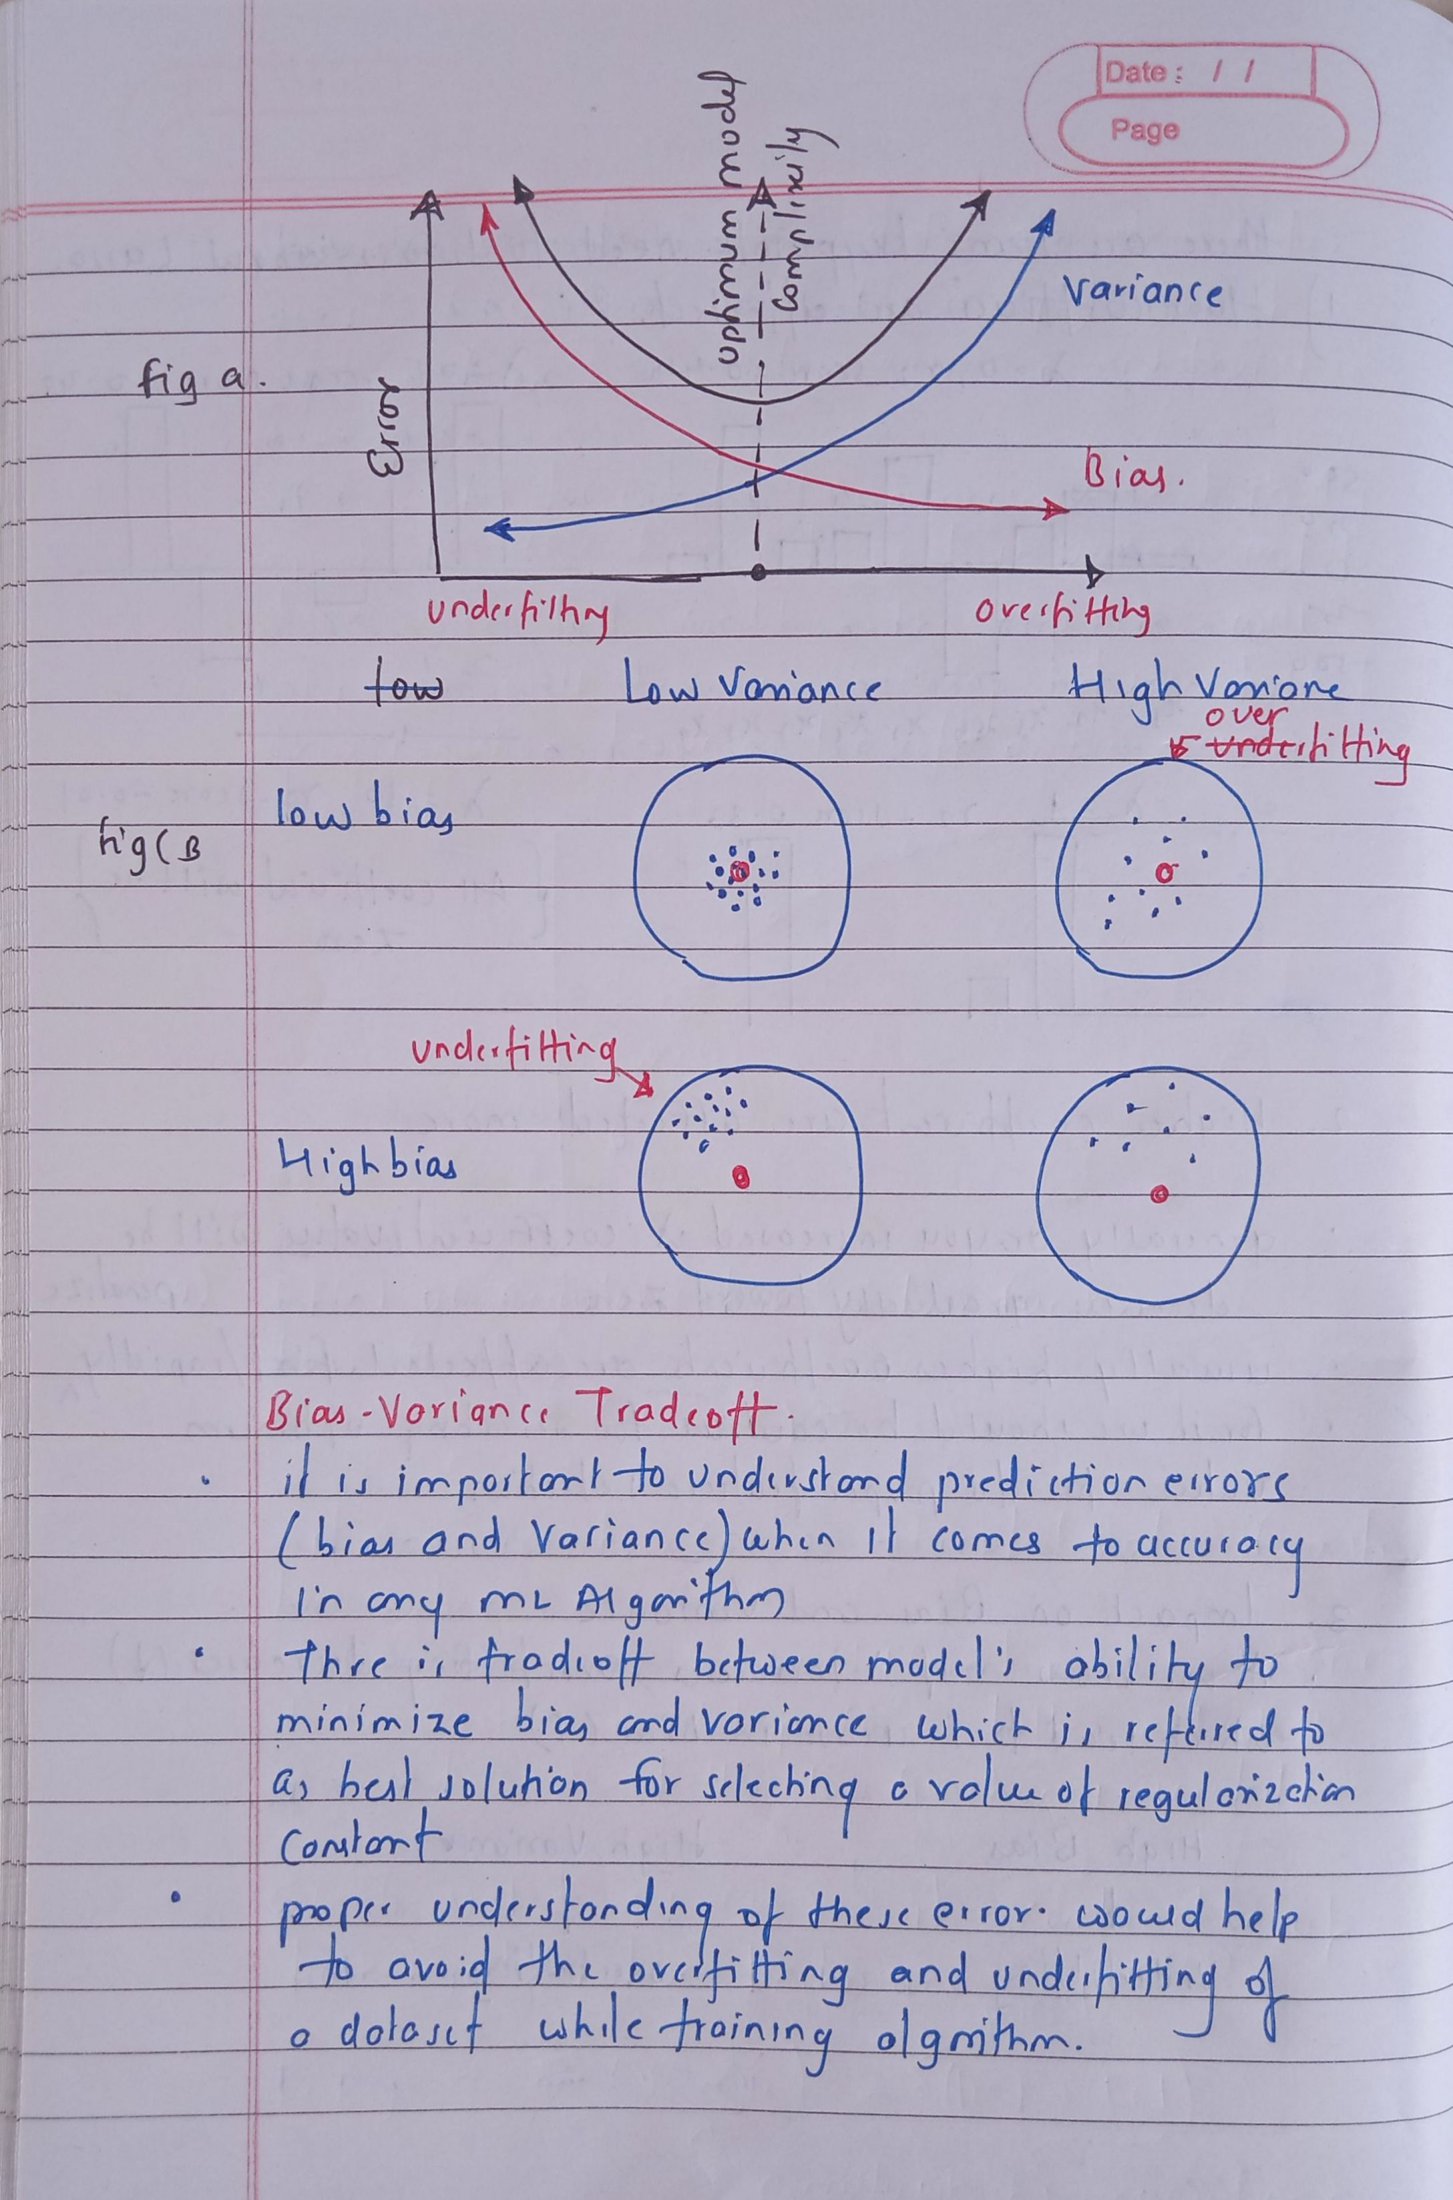 Date : / /
Page
optimum model
complixily
Variance
fig a.
Error
Bias.
underfitting
overfitting
low
Low Variance
High Varianc
over
underfitting
low bias
fig(B
underfitting
High bias
Bias-Variance Tradeoff.
it is important to understand prediction errors
(bias and Variance) when it comes to accuracy
in any ML Algorithm
Thre is tradeoff between model's ability to
minimize bias and variance which is referred to
as best solution for selecting a value of regularization
Constant
proper understanding of these error. would help
to avoid the overfitting and underfitting of
a dataset while training algorithm.